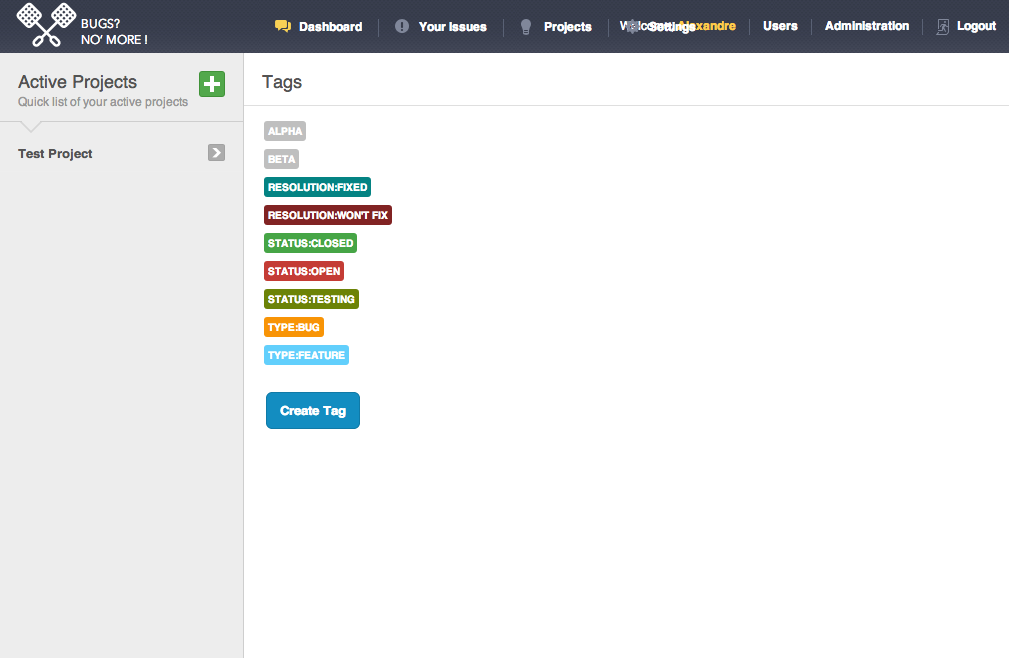 BUGS?
NO' MORE !
Dashboard
Your Issues
Projects
Welcome, Alexandre
Settings
Users
Administration
Logout
Active Projects
Quick list of your active projects
Test Project
Tags
ALPHA
BETA
RESOLUTION:FIXED
RESOLUTION:WON'T FIX
STATUS:CLOSED
STATUS:OPEN
STATUS:TESTING
TYPE:BUG
TYPE:FEATURE
Create Tag